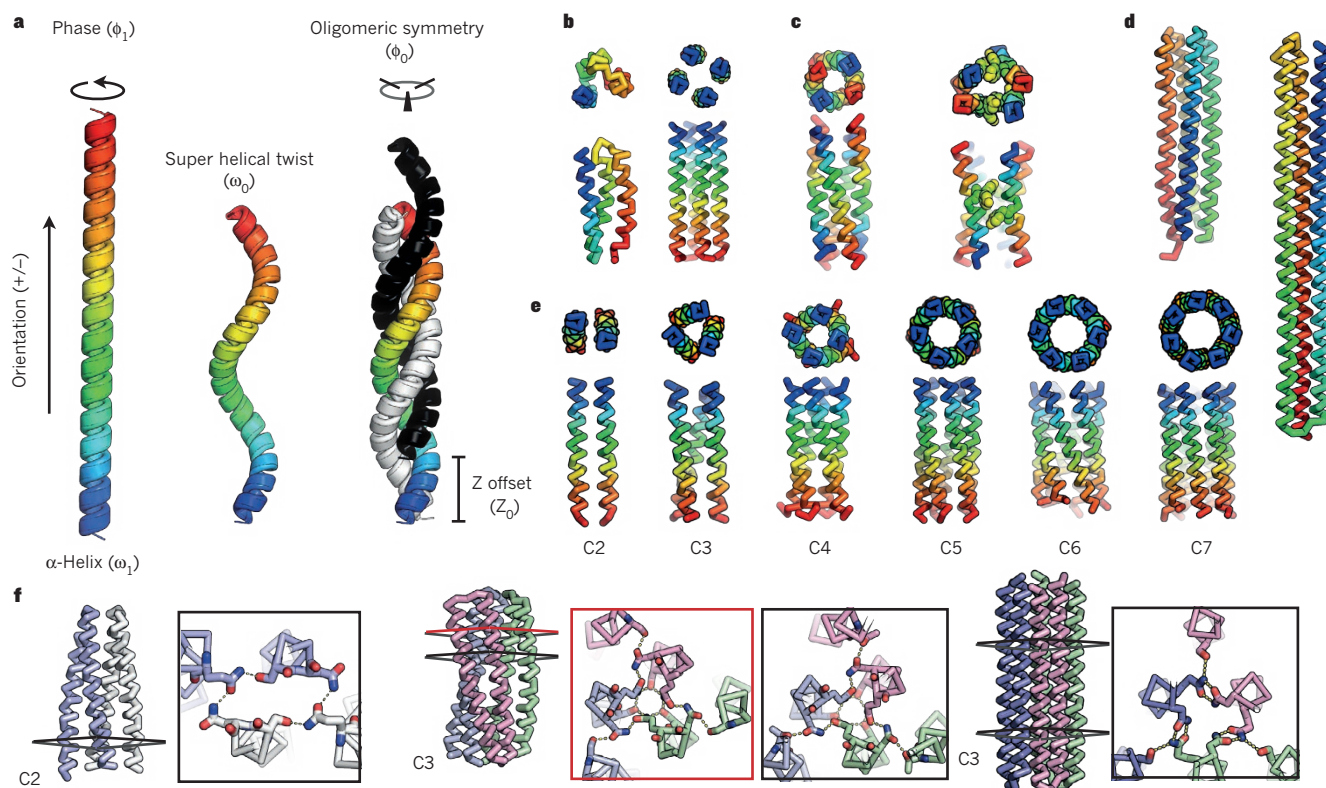 a
Phase (ϕ₁)
Orientation (+/−)
α-Helix (ω₁)
Super helical twist
(ω₀)
Oligomeric symmetry
(ϕ₀)
Z offset
(Z₀)
b
c
d
e
C2
C3
C4
C5
C6
C7
f
C2
C3
C3